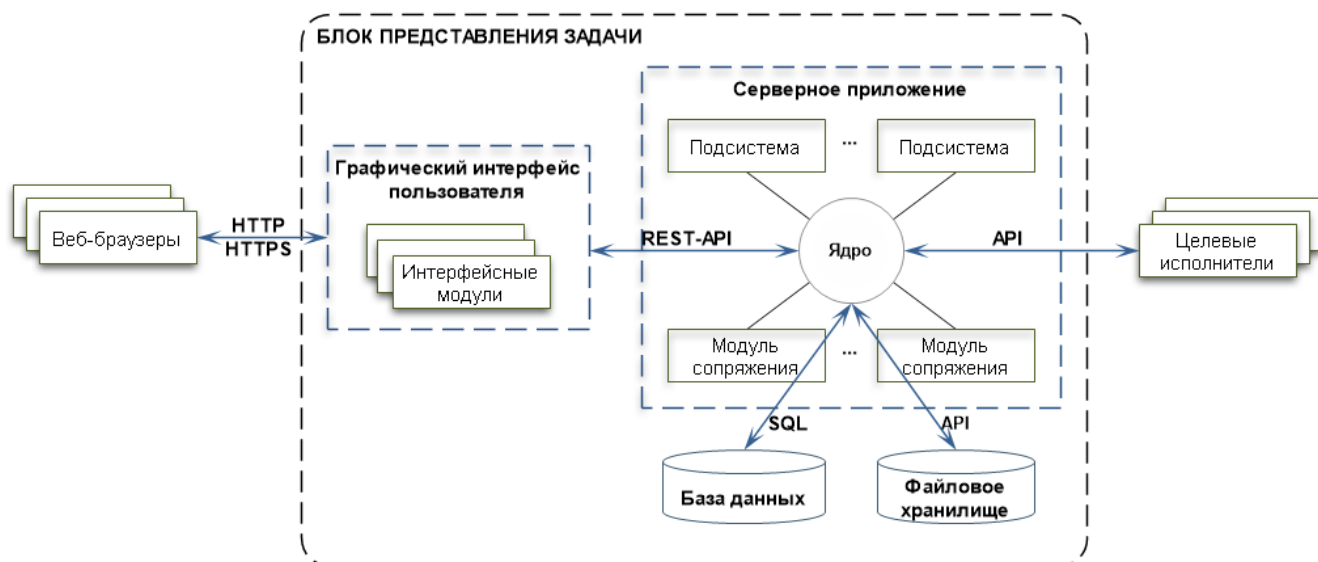 БЛОК ПРЕДСТАВЛЕНИЯ ЗАДАЧИ
Серверное приложение
Подсистема
...
Подсистема
Графический интерфейс
пользователя
Веб-браузеры
HTTP
HTTPS
Интерфейсные
модули
REST-API
Ядро
API
Целевые
исполнители
Модуль
сопряжения
...
Модуль
сопряжения
SQL
API
База данных
Файловое
хранилище